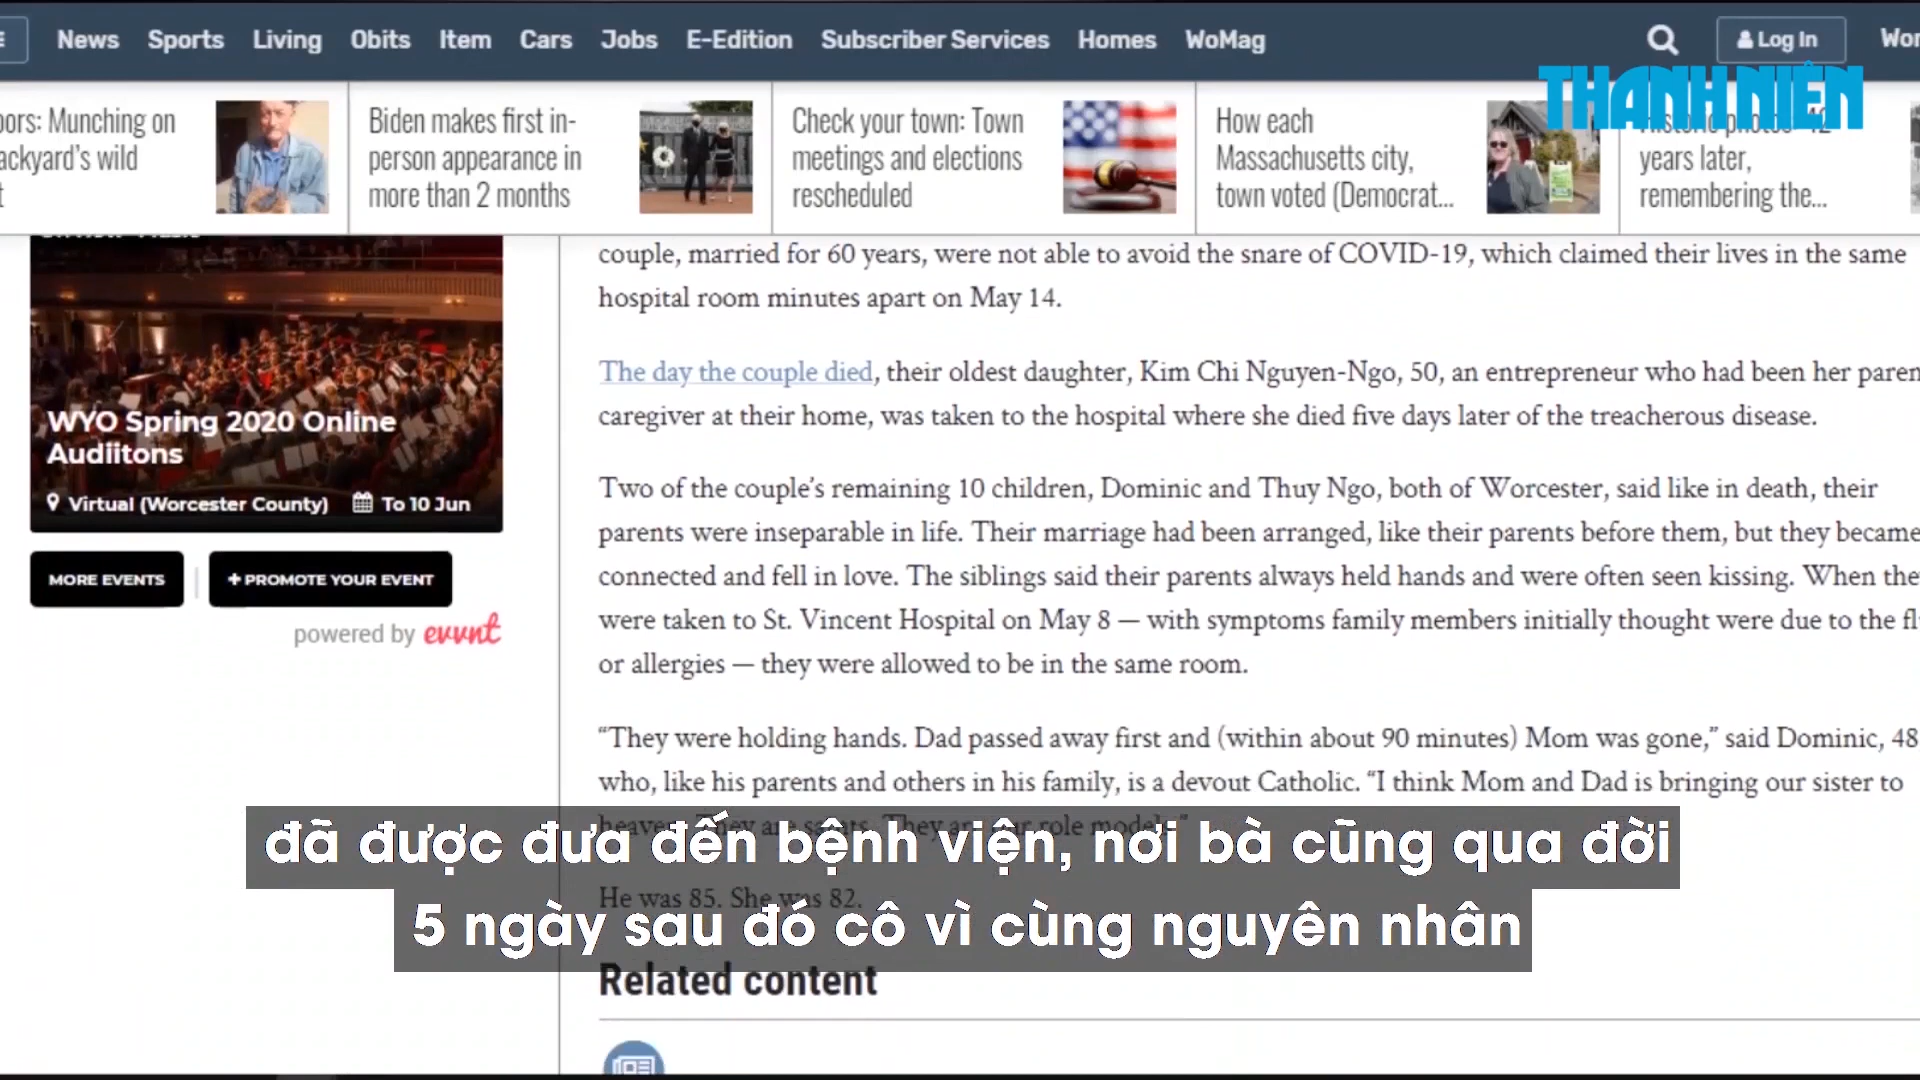 News Sports Living Obits Item Cars Jobs E-Edition Subscriber Services Homes WoMag
Log In
THANH NIÊN
Munching on
wild
Biden makes first in-
person appearance in
more than 2 months
Check your town: Town
meetings and elections
rescheduled
How each
Massachusetts city,
town voted (Democrat...
Historic photos 42
years later,
remembering the...
WYO Spring 2020 Online
Audiitons
Virtual (Worcester County) To 10 Jun
MORE EVENTS
+ PROMOTE YOUR EVENT
powered by evvnt
couple, married for 60 years, were not able to avoid the snare of COVID-19, which claimed their lives in the same
hospital room minutes apart on May 14.
The day the couple died, their oldest daughter, Kim Chi Nguyen-Ngo, 50, an entrepreneur who had been her
caregiver at their home, was taken to the hospital where she died five days later of the treacherous disease.
Two of the couple's remaining 10 children, Dominic and Thuy Ngo, both of Worcester, said like in death, their
parents were inseparable in life. Their marriage had been arranged, like their parents before them, but they became
connected and fell in love. The siblings said their parents always held hands and were often seen kissing. When
were taken to St. Vincent Hospital on May 8 — with symptoms family members initially thought were due to the
or allergies — they were allowed to be in the same room.
“They were holding hands. Dad passed away first and (within about 90 minutes) Mom was gone,” said Dominic, 48
who, like his parents and others in his family, is a devout Catholic. “I think Mom and Dad is bringing our sister to
heaven. They are saints. They are our role models.”
He was 85. She was 82.
đã được đưa đến bệnh viện, nơi bà cũng qua đời
5 ngày sau đó cô vì cùng nguyên nhân
Related content